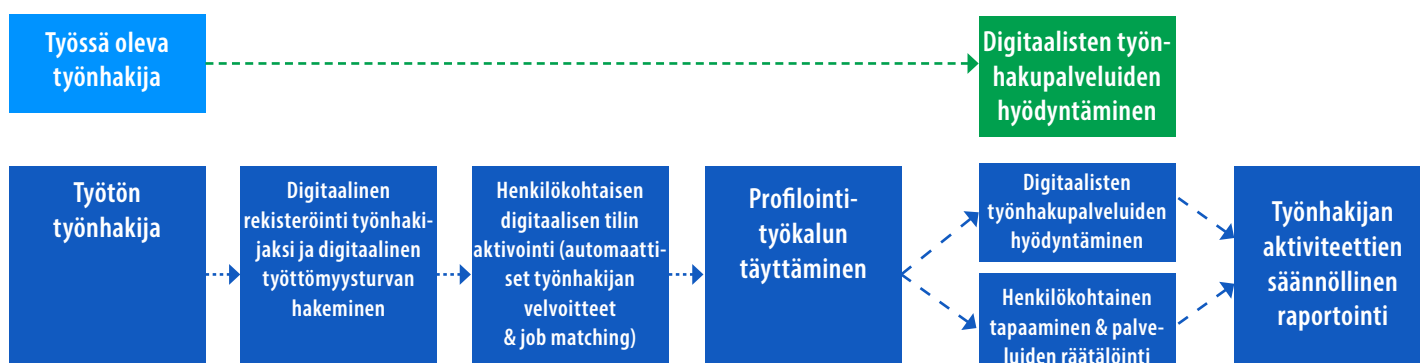 Työssä oleva
työnhakija
Digitaalisten työn-
hakupalveluiden
hyödyntäminen
Työtön
työnhakija
Digitaalinen
rekisteröinti työnhaki-
jaksi ja digitaalinen
työttömyysturvan
hakeminen
Henkilökohtaisen
digitaalisen tilin
aktivointi (automaatti-
set työnhakijan
velvoitteet
& job matching)
Profilointi-
työkalun
täyttäminen
Digitaalisten
työnhakupalveluiden
hyödyntäminen
Henkilökohtainen
tapaaminen & palve-
luiden räätälöinti
Työnhakijan
aktiviteettien
säännöllinen
raportointi